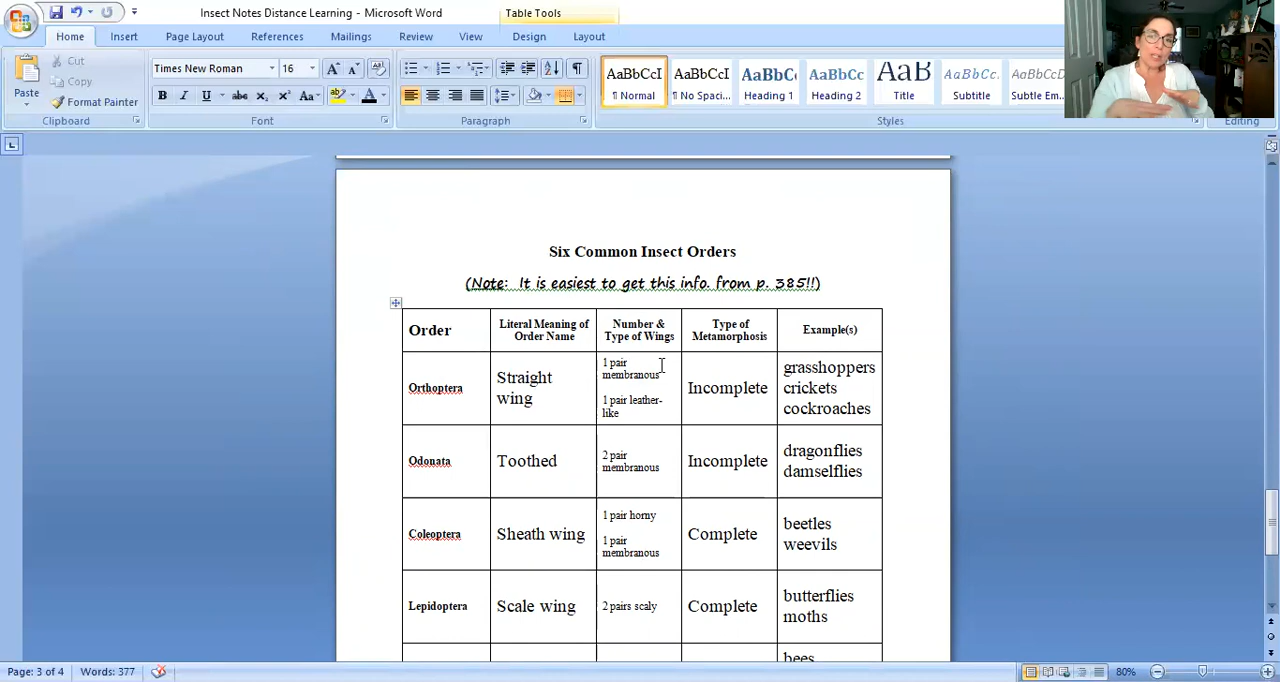 Insect Notes Distance Learning - Microsoft Word
Table Tools
Home
Insert
Page Layout
References
Mailings
Review
View
Design
Layout
Paste
Cut
Copy
Format Painter
Clipboard
Times New Roman
16
Font
Paragraph
AaBbCcI
¶ Normal
AaBbCcI
¶ No Spaci...
AaBbC
Heading 1
AaBbCc
Heading 2
AaB
Title
AaBbCc.
Subtitle
AaBbCcD
Subtle Em...
Styles
Editing
Six Common Insect Orders
(Note: It is easiest to get this info. from p. 385!!)
Order
Literal Meaning of
Order Name
Number &
Type of Wings
Type of
Metamorphosis
Example(s)
Orthoptera
Straight
wing
1 pair
membranous
1 pair leather-
like
Incomplete
grasshoppers
crickets
cockroaches
Odonata
Toothed
2 pair
membranous
Incomplete
dragonflies
damselflies
Coleoptera
Sheath wing
1 pair horny
1 pair
membranous
Complete
beetles
weevils
Lepidoptera
Scale wing
2 pairs scaly
Complete
butterflies
moths
bees
Page: 3 of 4
Words: 377
80%